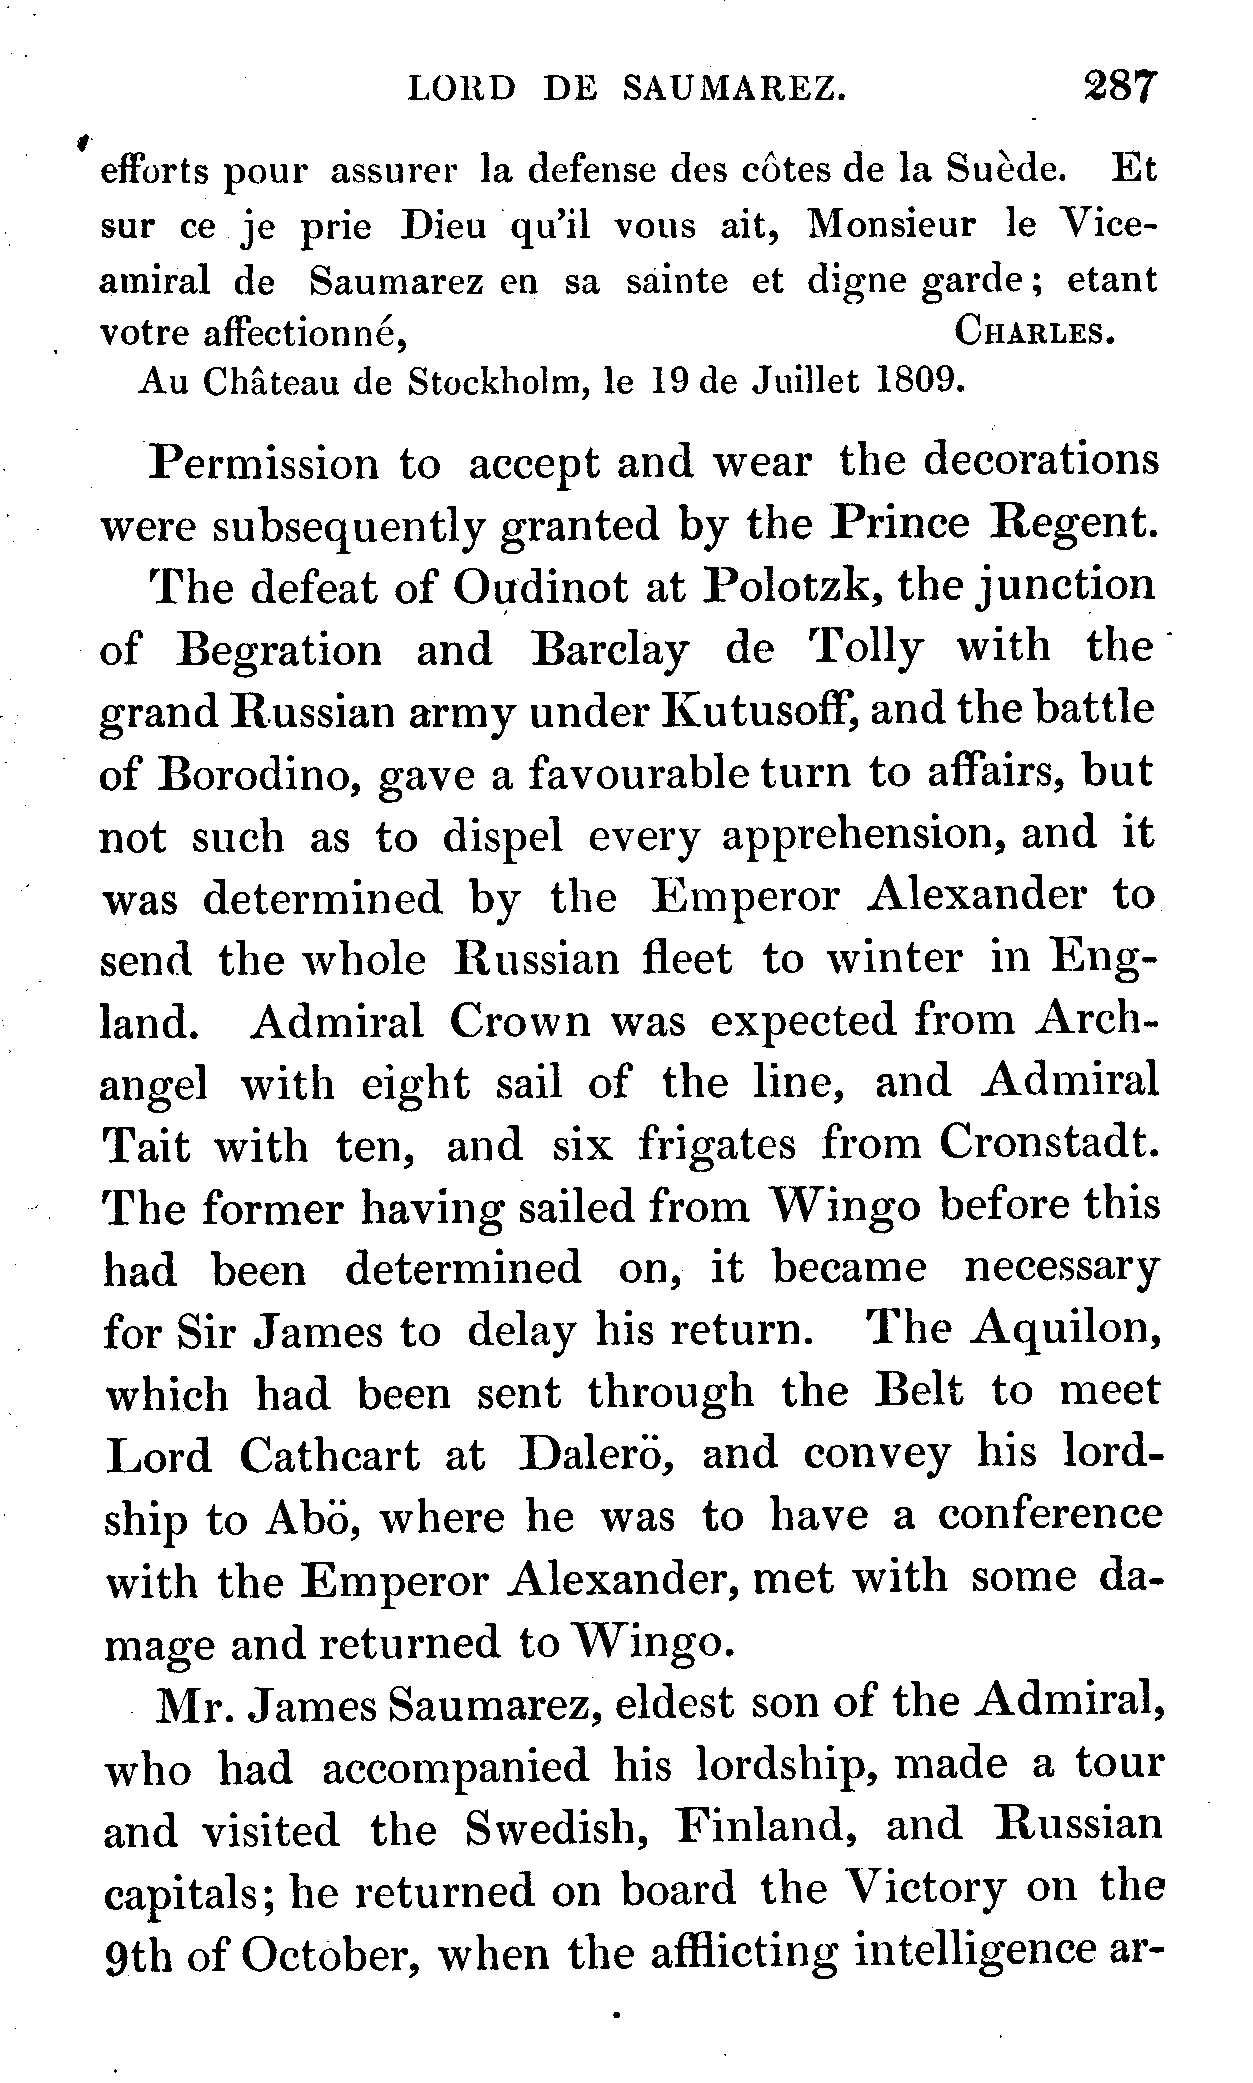 LORD DE SAUMAREZ. 287
efforts pour assurer la defense des côtes de la Suède. Et
sur ce je prie Dieu qu'il vous ait, Monsieur le Vice-
amiral de Saumarez en sa sainte et digne garde; etant
votre affectionné, CHARLES.
Au Château de Stockholm, le 19 de Juillet 1809.
Permission to accept and wear the decorations
were subsequently granted by the Prince Regent.
The defeat of Oudinot at Polotzk, the junction
of Begration and Barclay de Tolly with the
grand Russian army under Kutusoff, and the battle
of Borodino, gave a favourable turn to affairs, but
not such as to dispel every apprehension, and it
was determined by the Emperor Alexander to
send the whole Russian fleet to winter in Eng-
land. Admiral Crown was expected from Arch-
angel with eight sail of the line, and Admiral
Tait with ten, and six frigates from Cronstadt.
The former having sailed from Wingo before this
had been determined on, it became necessary
for Sir James to delay his return. The Aquilon,
which had been sent through the Belt to meet
Lord Cathcart at Dalerö, and convey his lord-
ship to Abö, where he was to have a conference
with the Emperor Alexander, met with some da-
mage and returned to Wingo.
Mr. James Saumarez, eldest son of the Admiral,
who had accompanied his lordship, made a tour
and visited the Swedish, Finland, and Russian
capitals; he returned on board the Victory on the
9th of October, when the afflicting intelligence ar-